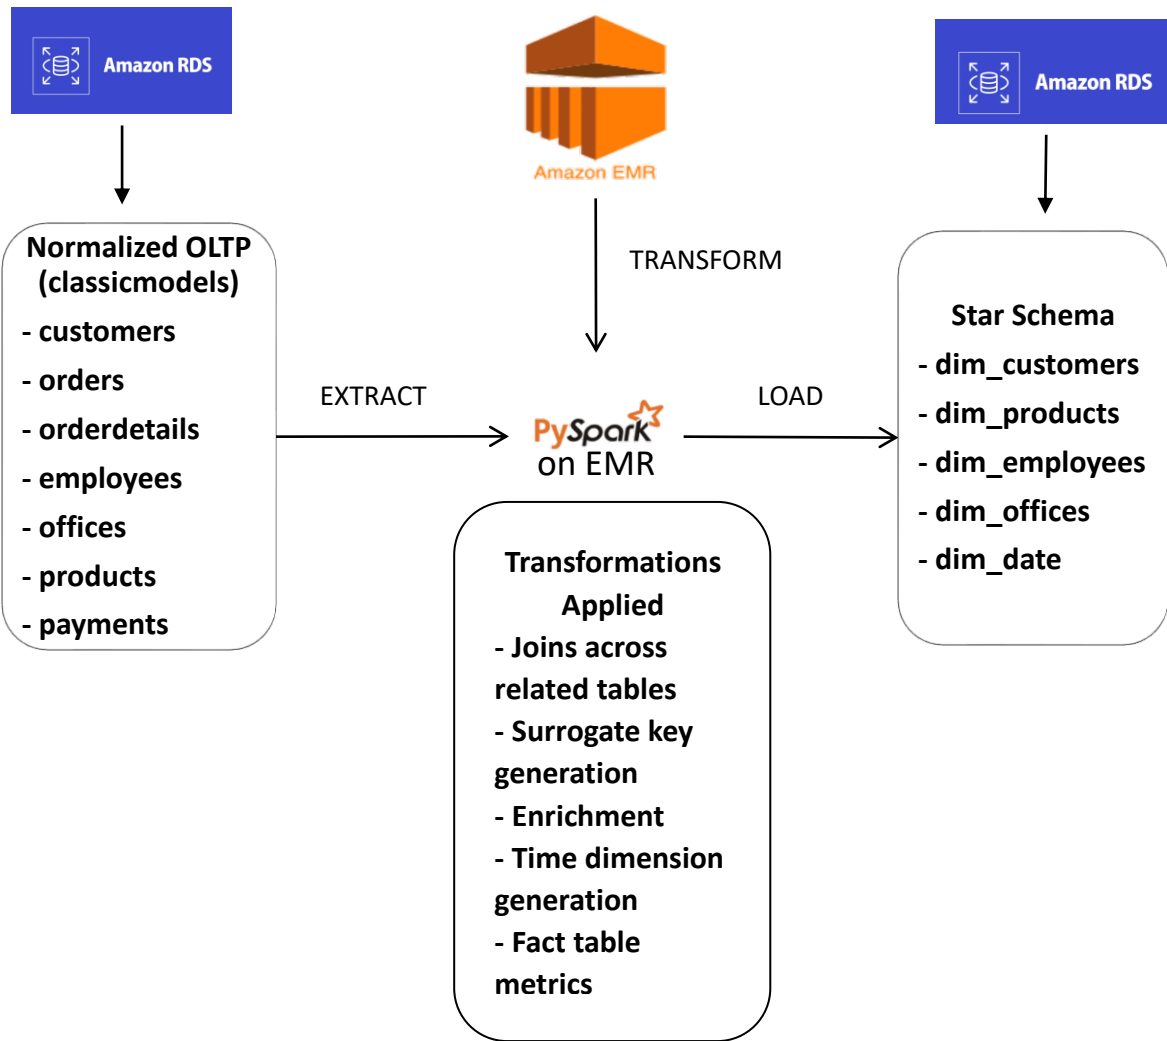 Amazon RDS
Amazon EMR
Amazon RDS
Normalized OLTP
(classicmodels)
- customers
- orders
- orderdetails
- employees
- offices
- products
- payments
EXTRACT
TRANSFORM
PySpark
on EMR
LOAD
Star Schema
- dim_customers
- dim_products
- dim_employees
- dim_offices
- dim_date
Transformations
Applied
- Joins across
related tables
- Surrogate key
generation
- Enrichment
- Time dimension
generation
- Fact table
metrics